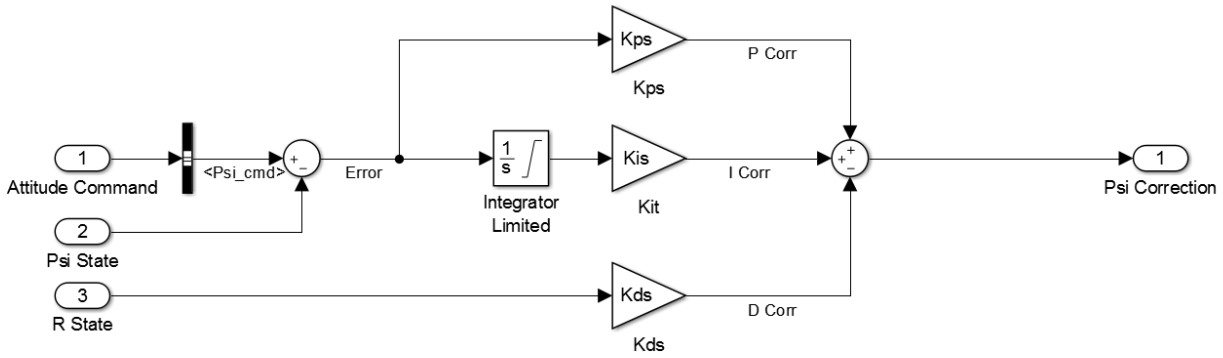 Kps
P Corr
Kps
1
Attitude Command
<Psi_cmd>
+
−
Error
1
s
Integrator
Limited
Kis
I Corr
Kit
+
+
−
1
Psi Correction
2
Psi State
3
R State
Kds
D Corr
Kds